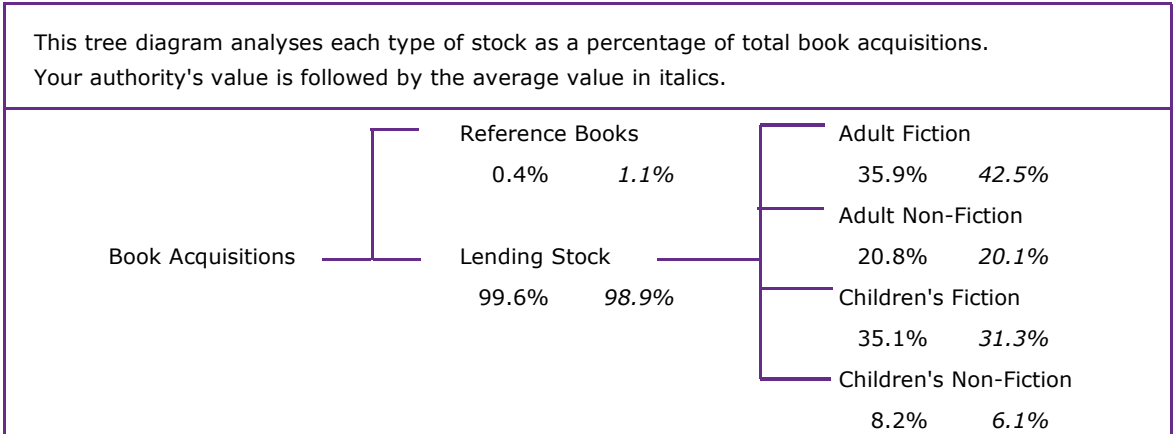 This tree diagram analyses each type of stock as a percentage of total book acquisitions.
Your authority's value is followed by the average value in italics.
Reference Books
0.4% 1.1%
Book Acquisitions
Lending Stock
99.6% 98.9%
Adult Fiction
35.9% 42.5%
Adult Non-Fiction
20.8% 20.1%
Children's Fiction
35.1% 31.3%
Children's Non-Fiction
8.2% 6.1%